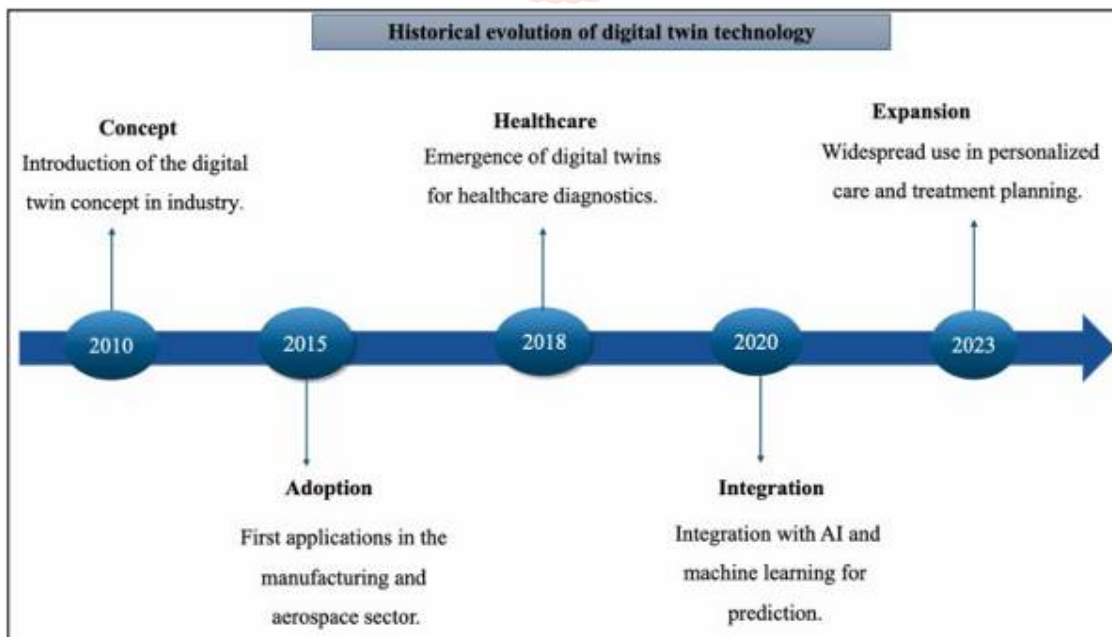 Historical evolution of digital twin technology
Concept
Introduction of the digital
twin concept in industry.
Healthcare
Emergence of digital twins
for healthcare diagnostics.
Expansion
Widespread use in personalized
care and treatment planning.
2010
2015
2018
2020
2023
Adoption
First applications in the
manufacturing and
aerospace sector.
Integration
Integration with AI and
machine learning for
prediction.